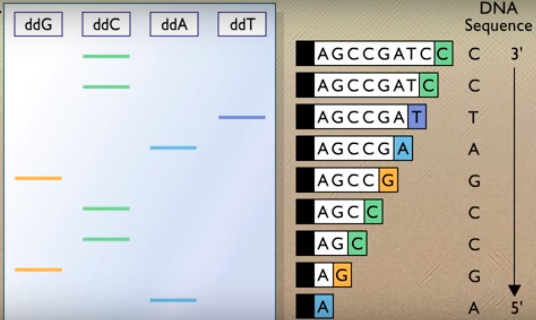 ddG ddC ddA ddT
DNA
Sequence
AGCCGATCC C 3'
AGCCGATC C
AGCCGAT T
AGCCGA A
AGCCG G
AGCC C
AGC C
AG G
A A 5'